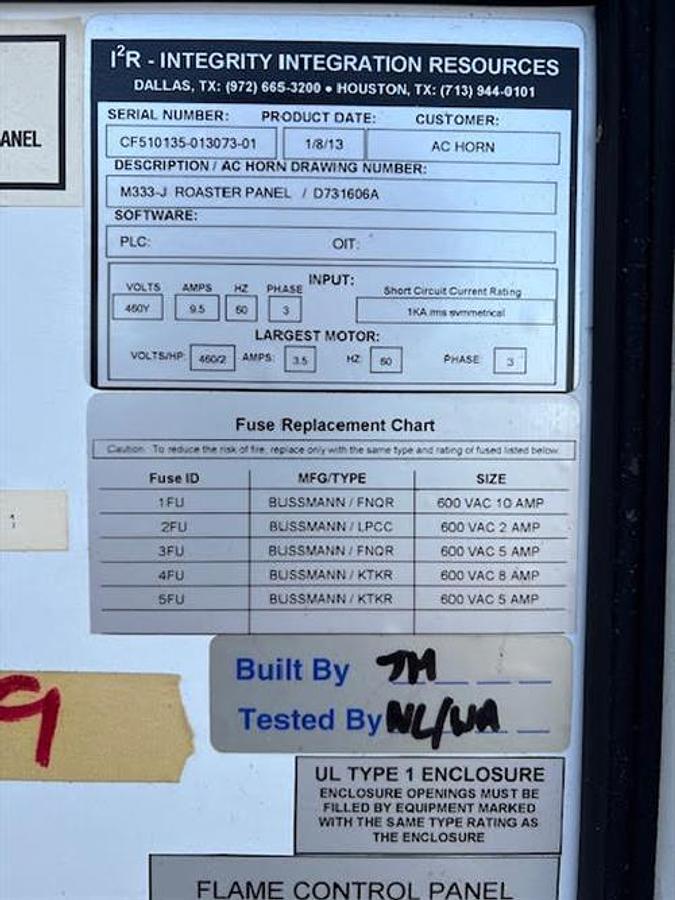 I²R - INTEGRITY INTEGRATION RESOURCES
DALLAS, TX: (972) 665-3200 • HOUSTON, TX: (713) 944-0101
SERIAL NUMBER: PRODUCT DATE: CUSTOMER:
CF510135-013073-01 1/8/13 AC HORN
DESCRIPTION / AC HORN DRAWING NUMBER:
M333-J ROASTER PANEL / D731606A
SOFTWARE:
PLC: OIT:
INPUT:
VOLTS AMPS HZ PHASE Short Circuit Current Rating
460Y 9.5 60 3 1KA rms symmetrical
LARGEST MOTOR:
VOLTS/HP: 460/2 AMPS: 3.5 HZ: 60 PHASE: 3
ANEL
Fuse Replacement Chart
Caution: To reduce the risk of fire, replace only with the same type and rating of fused listed below.
Fuse ID MFG/TYPE SIZE
1FU BUSSMANN / FNQR 600 VAC 10 AMP
2FU BUSSMANN / LPCC 600 VAC 2 AMP
3FU BUSSMANN / FNQR 600 VAC 5 AMP
4FU BUSSMANN / KTKR 600 VAC 8 AMP
5FU BUSSMANN / KTKR 600 VAC 5 AMP
Built By TM
Tested By NL/WA
9
UL TYPE 1 ENCLOSURE
ENCLOSURE OPENINGS MUST BE
FILLED BY EQUIPMENT MARKED
WITH THE SAME TYPE RATING AS
THE ENCLOSURE
FLAME CONTROL PANEL